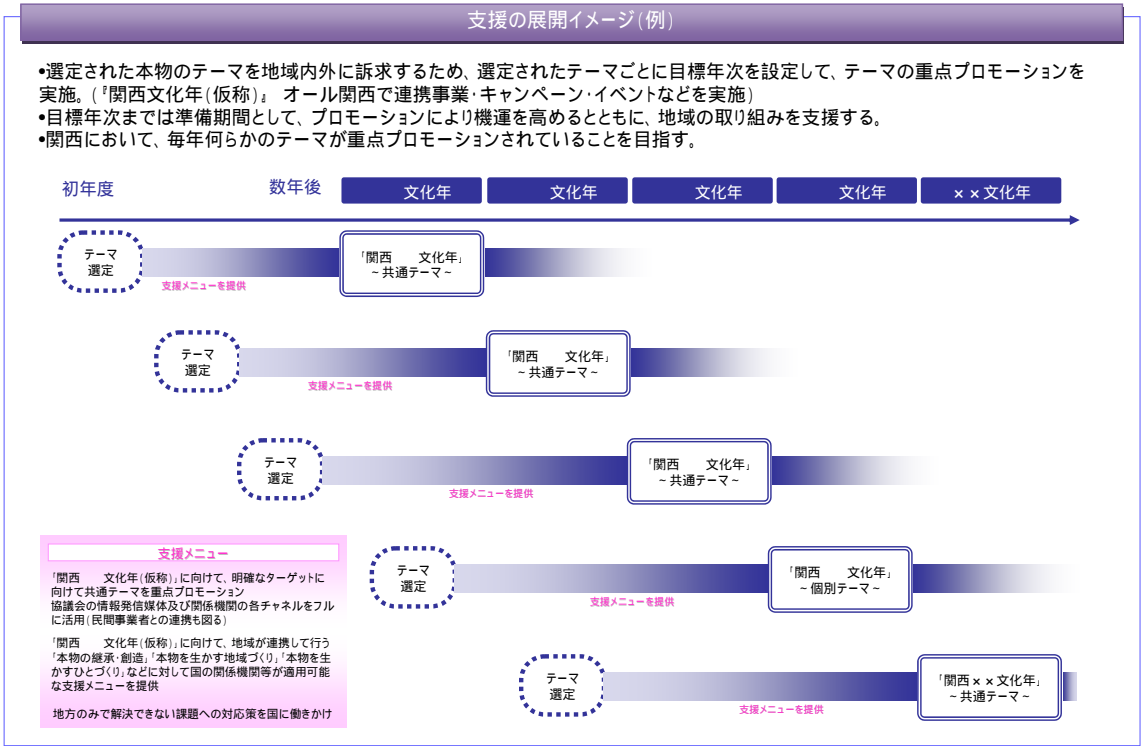 支援の展開イメージ(例)
•選定された本物のテーマを地域内外に訴求するため、選定されたテーマごとに目標年次を設定して、テーマの重点プロモーションを
実施。(『関西文化年(仮称)』 オール関西で連携事業・キャンペーン・イベントなどを実施)
•目標年次までは準備期間として、プロモーションにより機運を高めるとともに、地域の取り組みを支援する。
•関西において、毎年何らかのテーマが重点プロモーションされていることを目指す。
初年度 数年後 文化年 文化年 文化年 文化年 ××文化年
テーマ
選定
支援メニューを提供
「関西 文化年」
~共通テーマ~
テーマ
選定
支援メニューを提供
「関西 文化年」
~共通テーマ~
テーマ
選定
支援メニューを提供
「関西 文化年」
~共通テーマ~
テーマ
選定
支援メニューを提供
「関西 文化年」
~個別テーマ~
テーマ
選定
支援メニューを提供
「関西××文化年」
~共通テーマ~
支援メニュー
「関西 文化年(仮称)」に向けて、明確なターゲットに
向けて共通テーマを重点プロモーション
協議会の情報発信媒体及び関係機関の各チャネルをフル
に活用(民間事業者との連携も図る)
「関西 文化年(仮称)」に向けて、地域が連携して行う
「本物の継承・創造」「本物を生かす地域づくり」「本物を生
かすひとづくり」などに対して国の関係機関等が適用可能
な支援メニューを提供
地方のみで解決できない課題への対応策を国に働きかけ